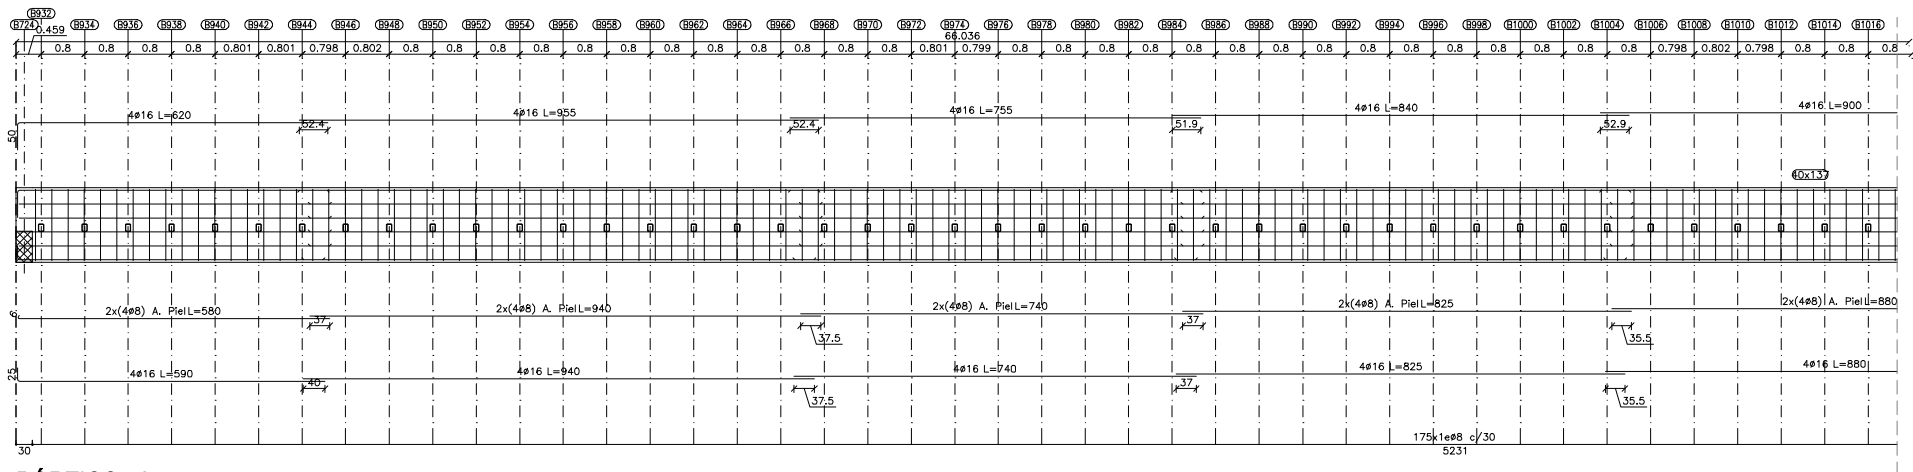 B932
B724 B934 B936 B938 B940 B942 B944 B946 B948 B950 B952 B954 B956 B958 B960 B962 B964 B966 B968 B970 B972 B974 B976 B978 B980 B982 B984 B986 B988 B990 B992 B994 B996 B998 B1000 B1002 B1004 B1006 B1008 B1010 B1012 B1014 B1016
0.459
66.036
0.8 0.8 0.8 0.8 0.801 0.801 0.798 0.802 0.8 0.8 0.8 0.8 0.8 0.8 0.8 0.8 0.8 0.8 0.8 0.8 0.801 0.799 0.8 0.8 0.8 0.8 0.8 0.8 0.8 0.8 0.8 0.8 0.8 0.8 0.8 0.8 0.8 0.798 0.802 0.798 0.8 0.8 0.8
4ø16 L=620 4ø16 L=955 4ø16 L=755 4ø16 L=840 4ø16 L=900
50 52.4 52.4 51.9 52.9
40x137
2x(4ø8) A. PielL=580 2x(4ø8) A. PielL=940 2x(4ø8) A. PielL=740 2x(4ø8) A. PielL=825 2x(4ø8) A. PielL=880
6 37 37
37.5 35.5
4ø16 L=590 4ø16 L=940 4ø16 L=740 4ø16 L=825 4ø16 L=880
25 40 37
37.5 35.5
175x1eø8 c/30
30 5231